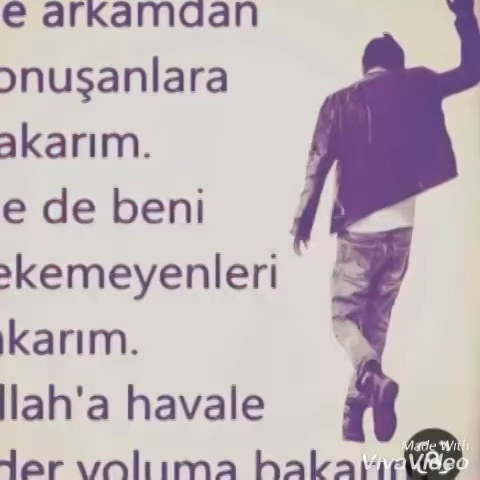 e arkamdan
onuşanlara
akarım.
e de beni
ekemeyenleri
akarım.
llah'a havale
der yoluma bakarım
Made With
VivaVideo